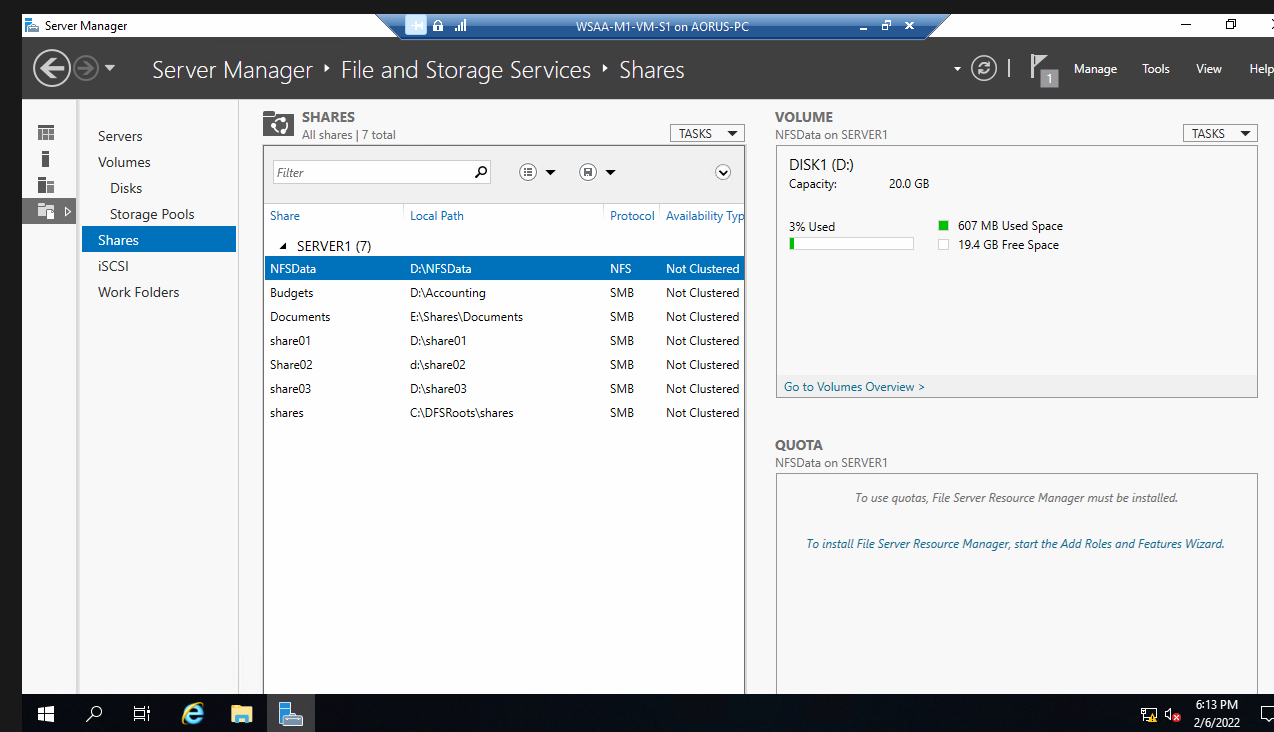 Server Manager
WSAA-M1-VM-S1 on AORUS-PC
Server Manager ‣ File and Storage Services ‣ Shares
1
Manage Tools View Help
Servers
Volumes
Disks
Storage Pools
Shares
iSCSI
Work Folders
SHARES
All shares | 7 total
TASKS
Filter
Share Local Path Protocol Availability Typ
SERVER1 (7)
NFSData D:\NFSData NFS Not Clustered
Budgets D:\Accounting SMB Not Clustered
Documents E:\Shares\Documents SMB Not Clustered
share01 D:\share01 SMB Not Clustered
Share02 d:\share02 SMB Not Clustered
share03 D:\share03 SMB Not Clustered
shares C:\DFSRoots\shares SMB Not Clustered
VOLUME
NFSData on SERVER1
TASKS
DISK1 (D:)
Capacity: 20.0 GB
3% Used
607 MB Used Space
19.4 GB Free Space
Go to Volumes Overview >
QUOTA
NFSData on SERVER1
To use quotas, File Server Resource Manager must be installed.
To install File Server Resource Manager, start the Add Roles and Features Wizard.
6:13 PM
2/6/2022